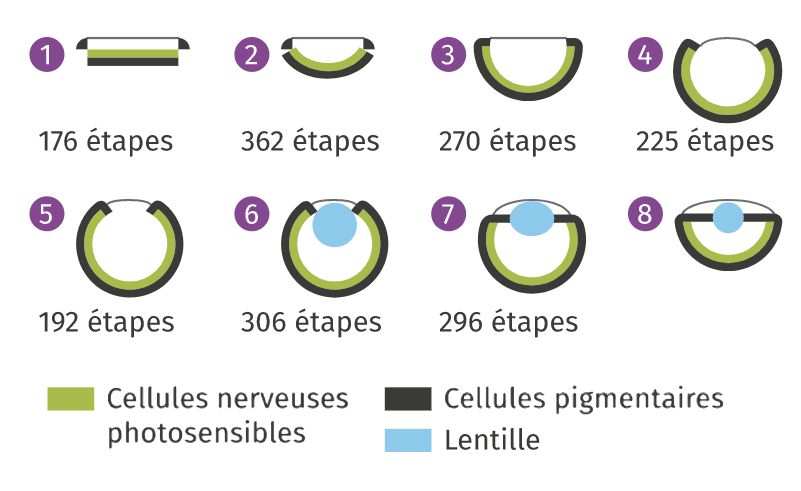 1
2
3
4
176 étapes
362 étapes
270 étapes
225 étapes
5
6
7
8
192 étapes
306 étapes
296 étapes
Cellules nerveuses
photosensibles
Cellules pigmentaires
Lentille